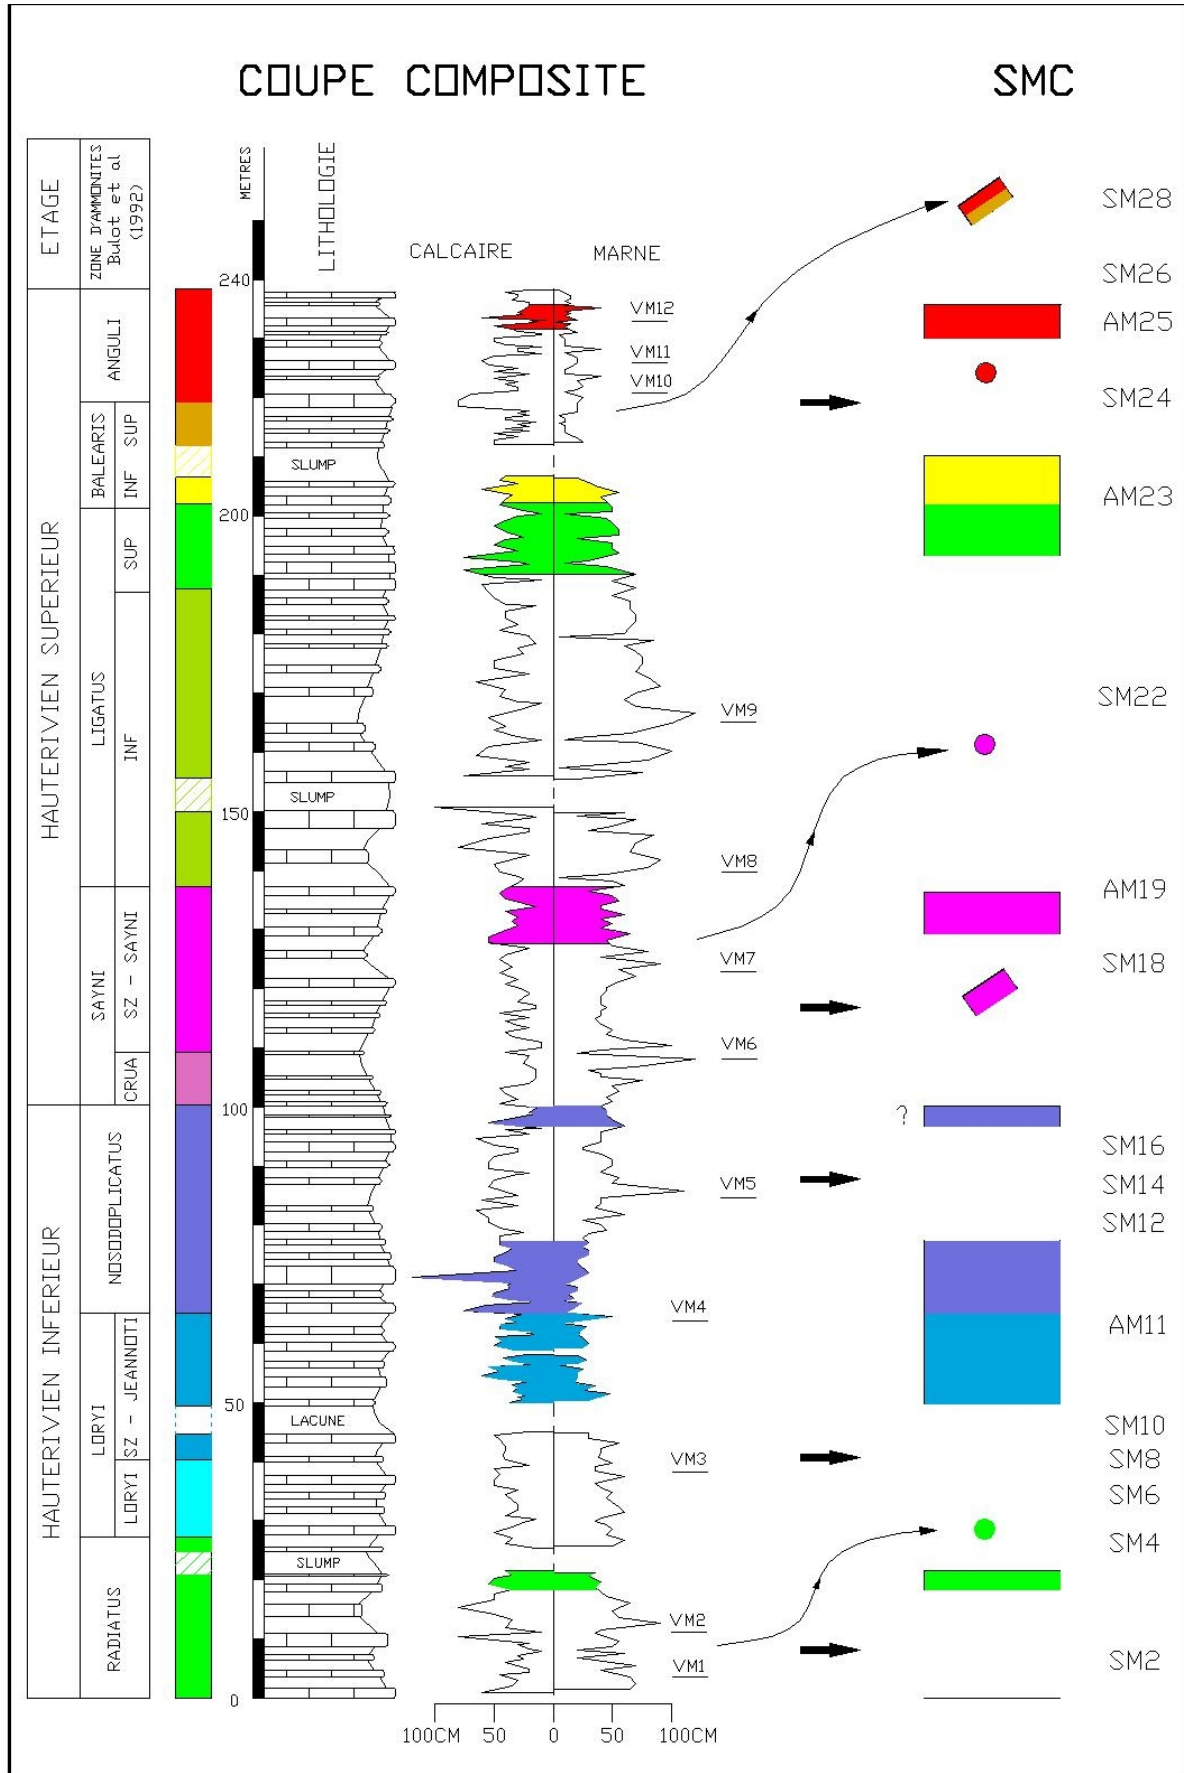 COUPE COMPOSITE
SMC
ETAGE
ZONE D'AMMONITES
Bulot et al
(1992)
METRES
LITHOLOGIE
CALCAIRE
MARNE
HAUTERIVIEN SUPERIEUR
HAUTERIVIEN INFERIEUR
ANGULI
BALEARIS
SUP
INF
LIGATUS
SUP
INF
SAYNI
SZ - SAYNI
CRUA
NOSODOPLICATUS
LORYI
SZ - JEANNOTI
LORYI
RADIATUS
240
200
150
100
50
0
SLUMP
SLUMP
LACUNE
SLUMP
VM12
VM11
VM10
VM9
VM8
VM7
VM6
VM5
VM4
VM3
VM2
VM1
100CM 50 0 50 100CM
?
SM28
SM26
AM25
SM24
AM23
SM22
AM19
SM18
SM16
SM14
SM12
AM11
SM10
SM8
SM6
SM4
SM2